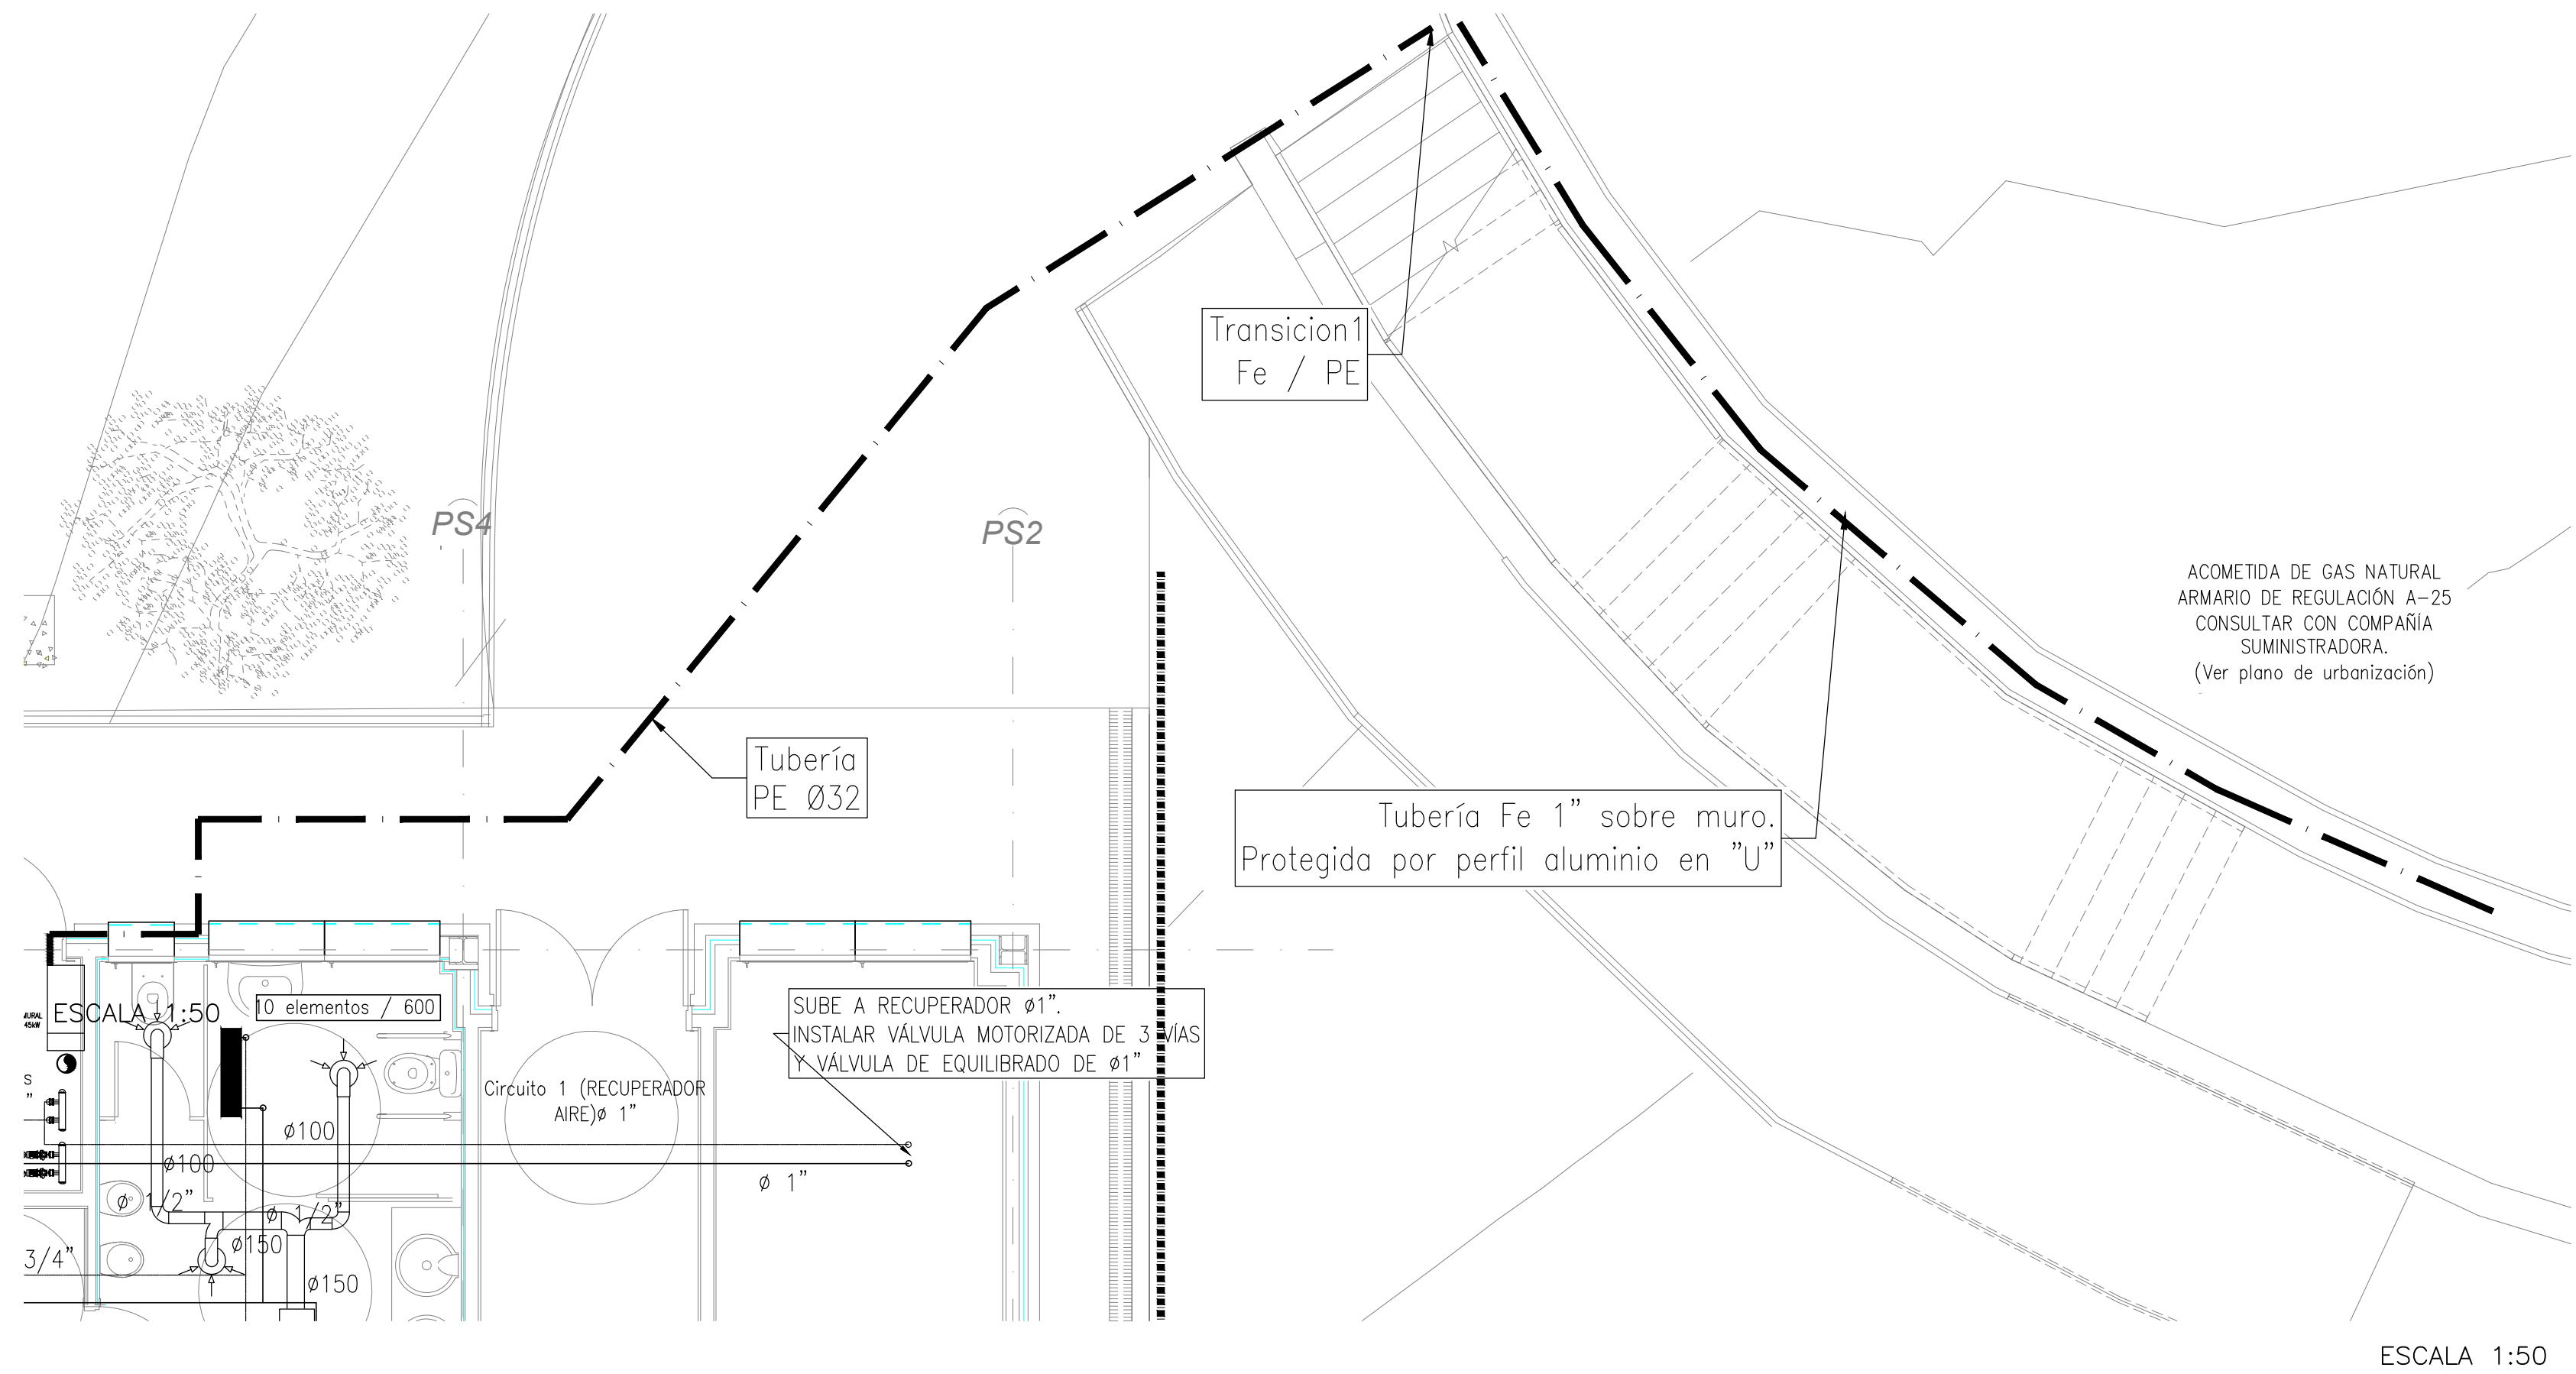 Transicion1
Fe / PE
PS4
PS2
ACOMETIDA DE GAS NATURAL
ARMARIO DE REGULACIÓN A-25
CONSULTAR CON COMPAÑÍA
SUMINISTRADORA.
(Ver plano de urbanización)
Tubería
PE Ø32
Tubería Fe 1" sobre muro.
Protegida por perfil aluminio en "U"
10 elementos / 600
ESCALA 1:50
45kW
SUBE A RECUPERADOR ø1".
INSTALAR VÁLVULA MOTORIZADA DE 3 VÍAS
Y VÁLVULA DE EQUILIBRADO DE ø1"
S
"
Circuito 1 (RECUPERADOR
AIRE)ø 1"
ø100
ø100
ø 1"
ø 1/2"
ø 1/2"
ø150
3/4"
ø150
ESCALA 1:50